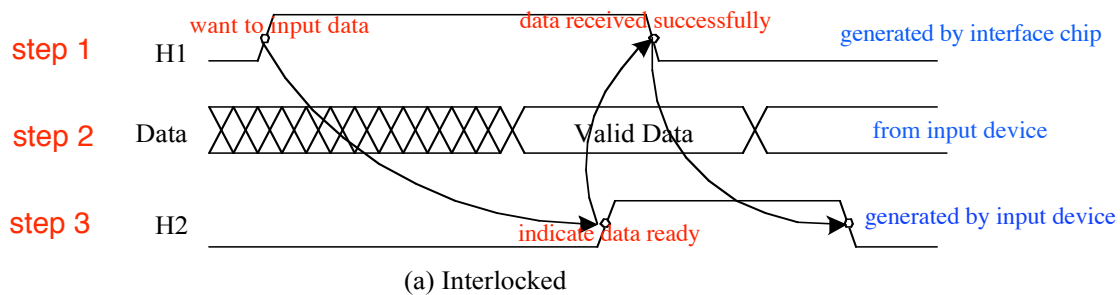 want to input data data received successfully
step 1 H1 generated by interface chip
step 2 Data Valid Data from input device
step 3 H2 generated by input device
indicate data ready
(a) Interlocked